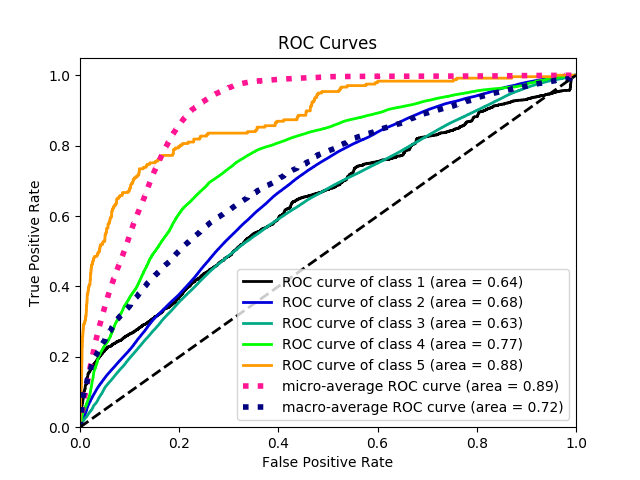 ROC Curves
True Positive Rate
1.0
0.8
0.6
0.4
0.2
0.0
ROC curve of class 1 (area = 0.64)
ROC curve of class 2 (area = 0.68)
ROC curve of class 3 (area = 0.63)
ROC curve of class 4 (area = 0.77)
ROC curve of class 5 (area = 0.88)
micro-average ROC curve (area = 0.89)
macro-average ROC curve (area = 0.72)
0.0 0.2 0.4 0.6 0.8 1.0
False Positive Rate